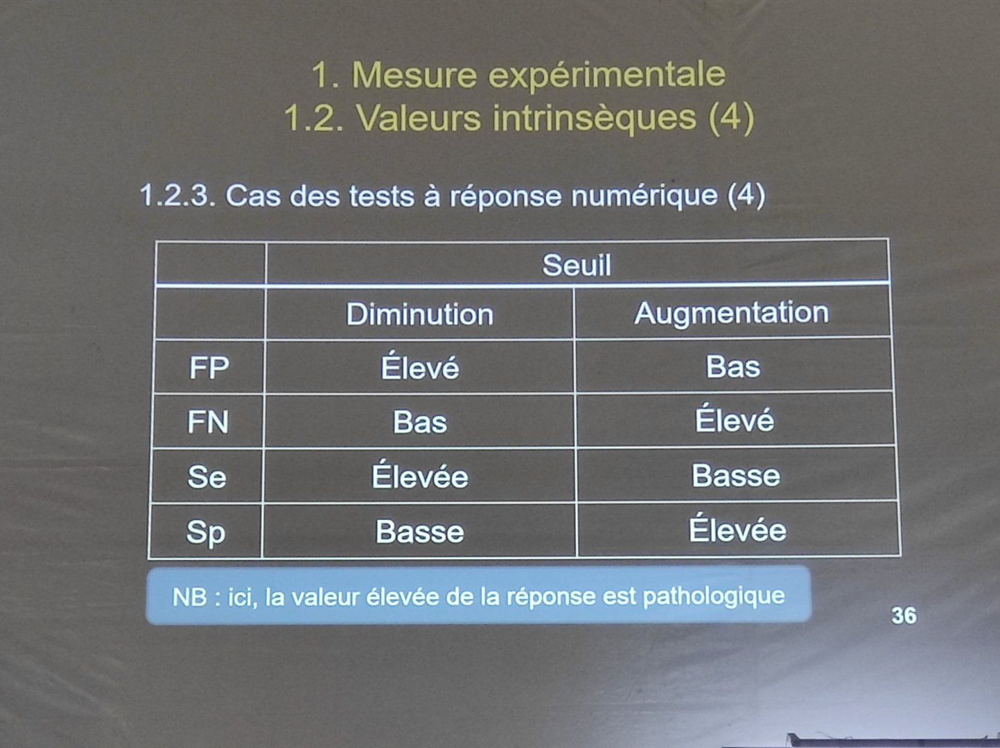 1. Mesure expérimentale
1.2. Valeurs intrinsèques (4)
1.2.3. Cas des tests à réponse numérique (4)
Seuil
Diminution Augmentation
FP Élevé Bas
FN Bas Élevé
Se Élevée Basse
Sp Basse Élevée
NB : ici, la valeur élevée de la réponse est pathologique
36